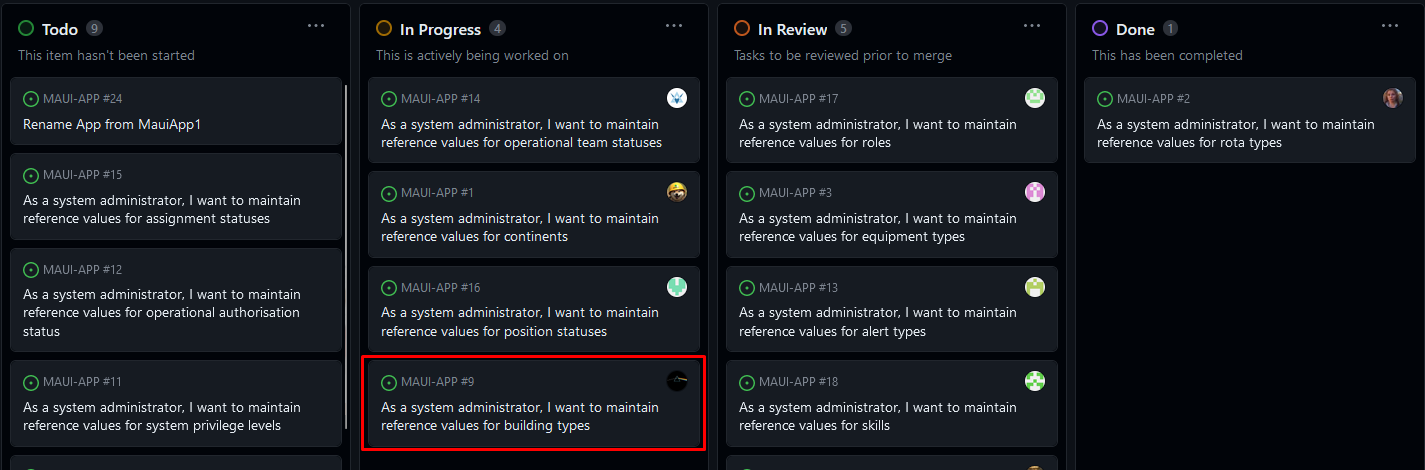 Todo 9
This item hasn't been started
MAUI-APP #24
Rename App from MauiApp1
MAUI-APP #15
As a system administrator, I want to maintain
reference values for assignment statuses
MAUI-APP #12
As a system administrator, I want to maintain
reference values for operational authorisation
status
MAUI-APP #11
As a system administrator, I want to maintain
reference values for system privilege levels
In Progress 4
This is actively being worked on
MAUI-APP #14
As a system administrator, I want to maintain
reference values for operational team statuses
MAUI-APP #1
As a system administrator, I want to maintain
reference values for continents
MAUI-APP #16
As a system administrator, I want to maintain
reference values for position statuses
MAUI-APP #9
As a system administrator, I want to maintain
reference values for building types
In Review 5
Tasks to be reviewed prior to merge
MAUI-APP #17
As a system administrator, I want to maintain
reference values for roles
MAUI-APP #3
As a system administrator, I want to maintain
reference values for equipment types
MAUI-APP #13
As a system administrator, I want to maintain
reference values for alert types
MAUI-APP #18
As a system administrator, I want to maintain
reference values for skills
Done 1
This has been completed
MAUI-APP #2
As a system administrator, I want to maintain
reference values for rota types